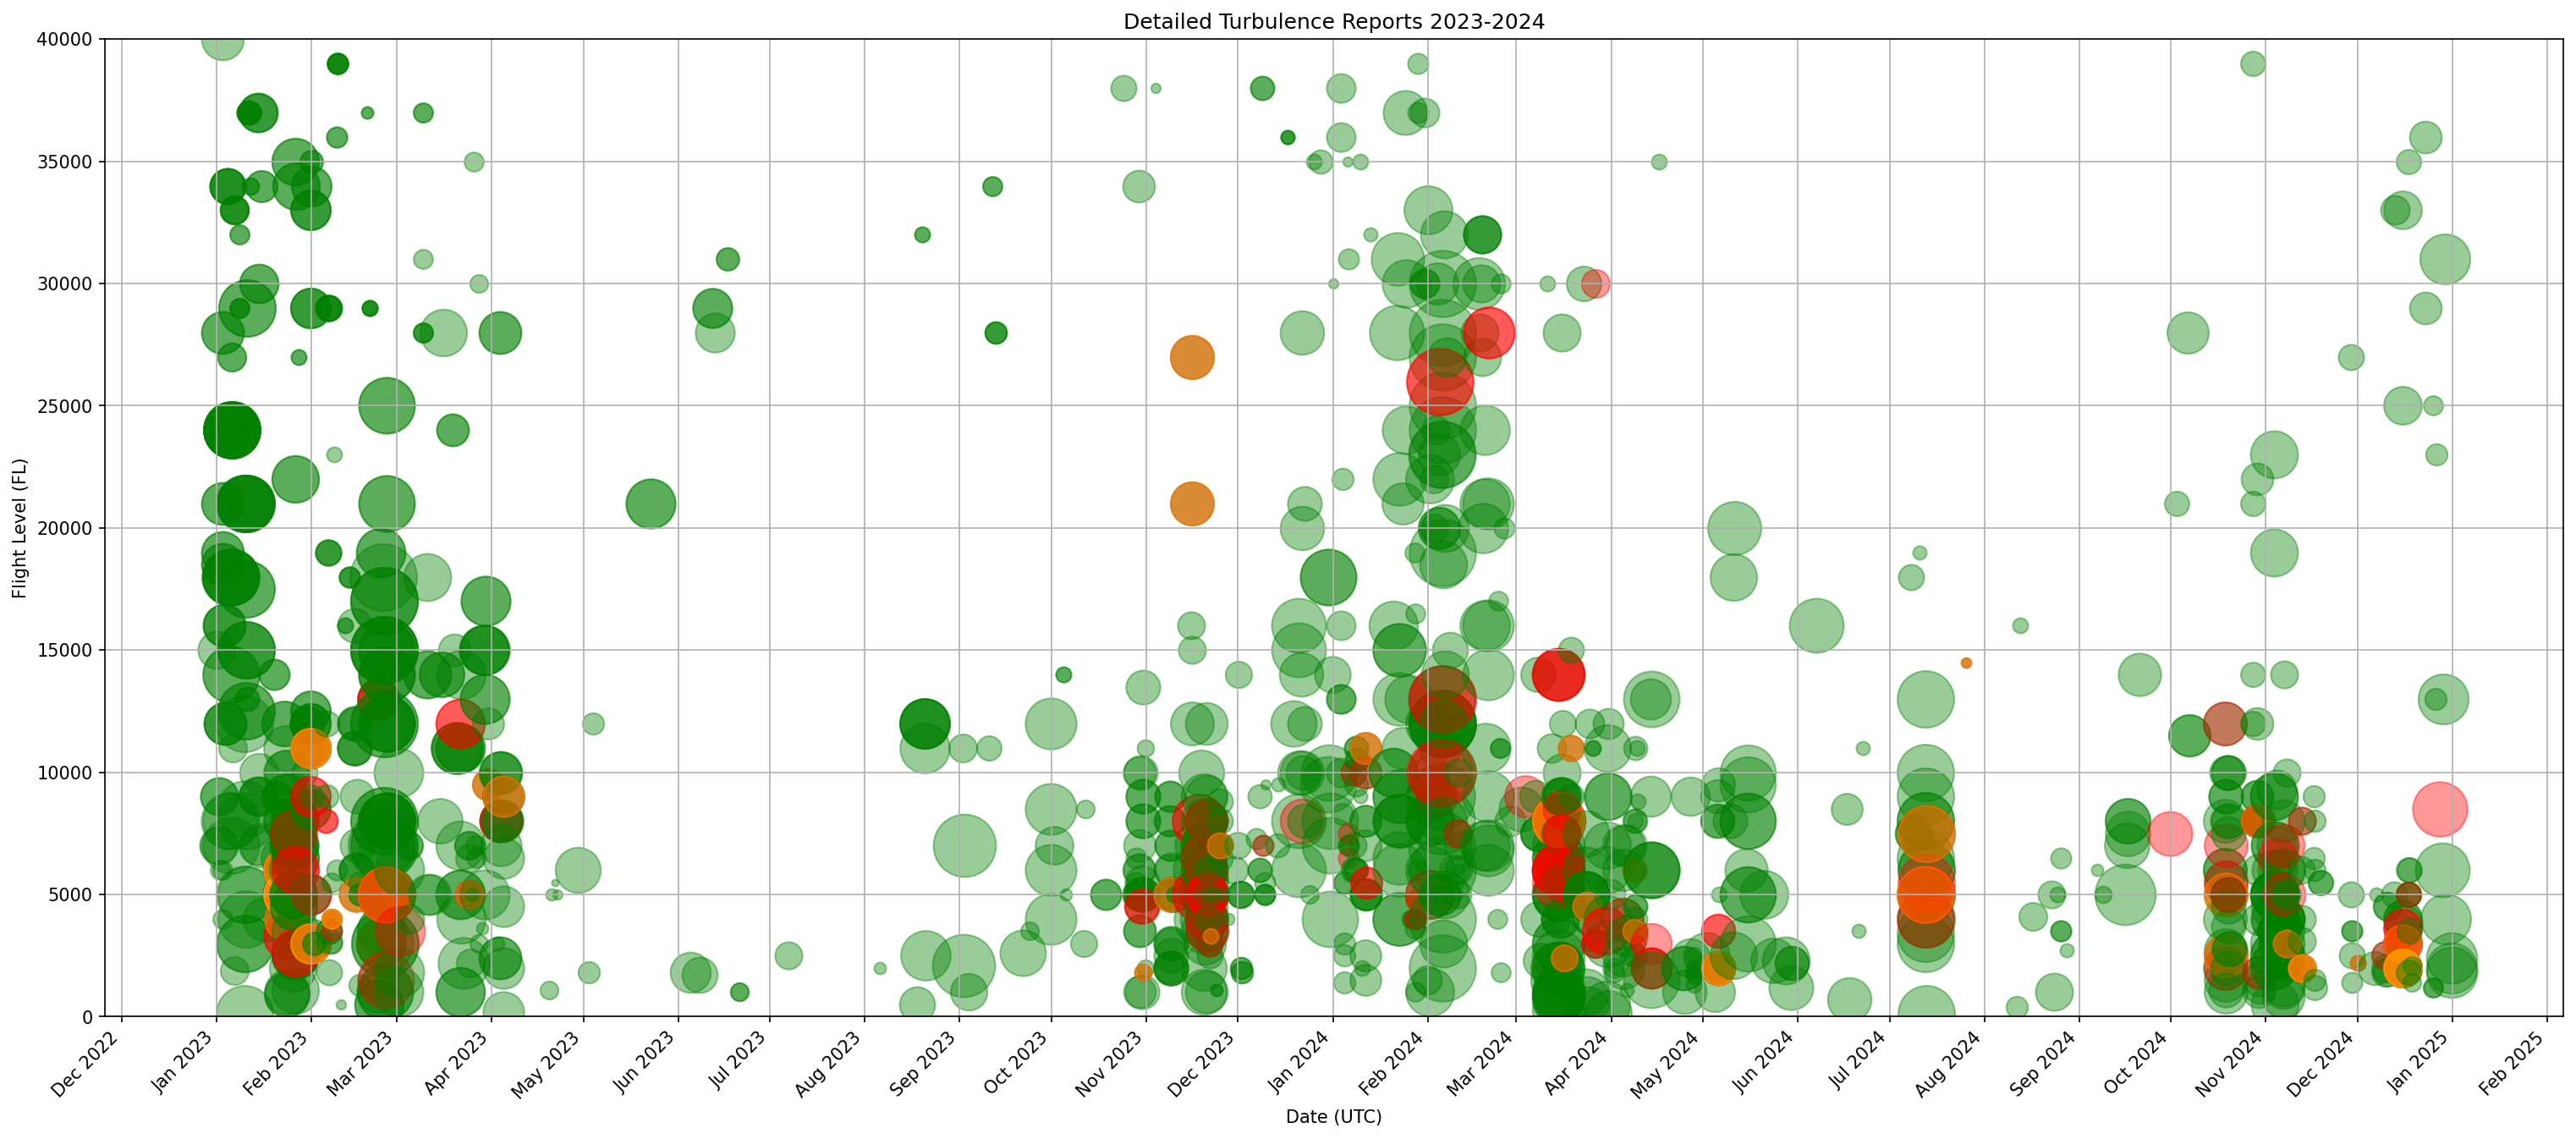 Detailed Turbulence Reports 2023-2024
Flight Level (FL)
40000
35000
30000
25000
20000
15000
10000
5000
0
Dec 2022
Jan 2023
Feb 2023
Mar 2023
Apr 2023
May 2023
Jun 2023
Jul 2023
Aug 2023
Sep 2023
Oct 2023
Nov 2023
Dec 2023
Jan 2024
Feb 2024
Mar 2024
Apr 2024
May 2024
Jun 2024
Jul 2024
Aug 2024
Sep 2024
Oct 2024
Nov 2024
Dec 2024
Jan 2025
Feb 2025
Date (UTC)